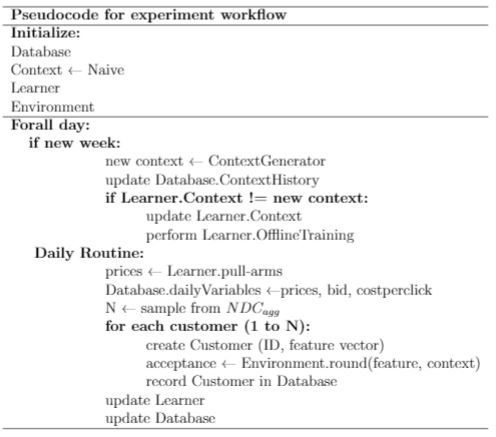 Pseudocode for experiment workflow
Initialize:
Database
Context ← Naive
Learner
Environment
Forall day:
if new week:
new context ← ContextGenerator
update Database.ContextHistory
if Learner.Context != new context:
update Learner.Context
perform Learner.OfflineTraining
Daily Routine:
prices ← Learner.pull-arms
Database.dailyVariables ←prices, bid, costperclick
N ← sample from NDC_agg
for each customer (1 to N):
create Customer (ID, feature vector)
acceptance ← Environment.round(feature, context)
record Customer in Database
update Learner
update Database